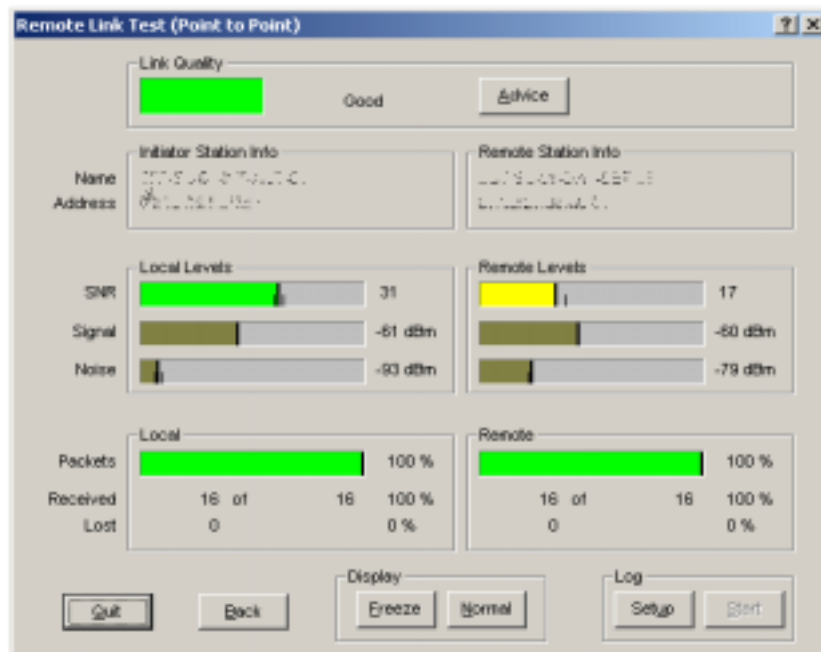 Remote Link Test (Point to Point)
Link Quality
Good Advice
Initiator Station Info Remote Station Info
Name
Address
Local Levels Remote Levels
SNR 31 17
Signal -61 dBm -60 dBm
Noise -93 dBm -79 dBm
Local Remote
Packets 100 % 100 %
Received 16 of 16 100 % 16 of 16 100 %
Lost 0 0 % 0 0 %
Display Log
Quit Back Freeze Normal Setup Start